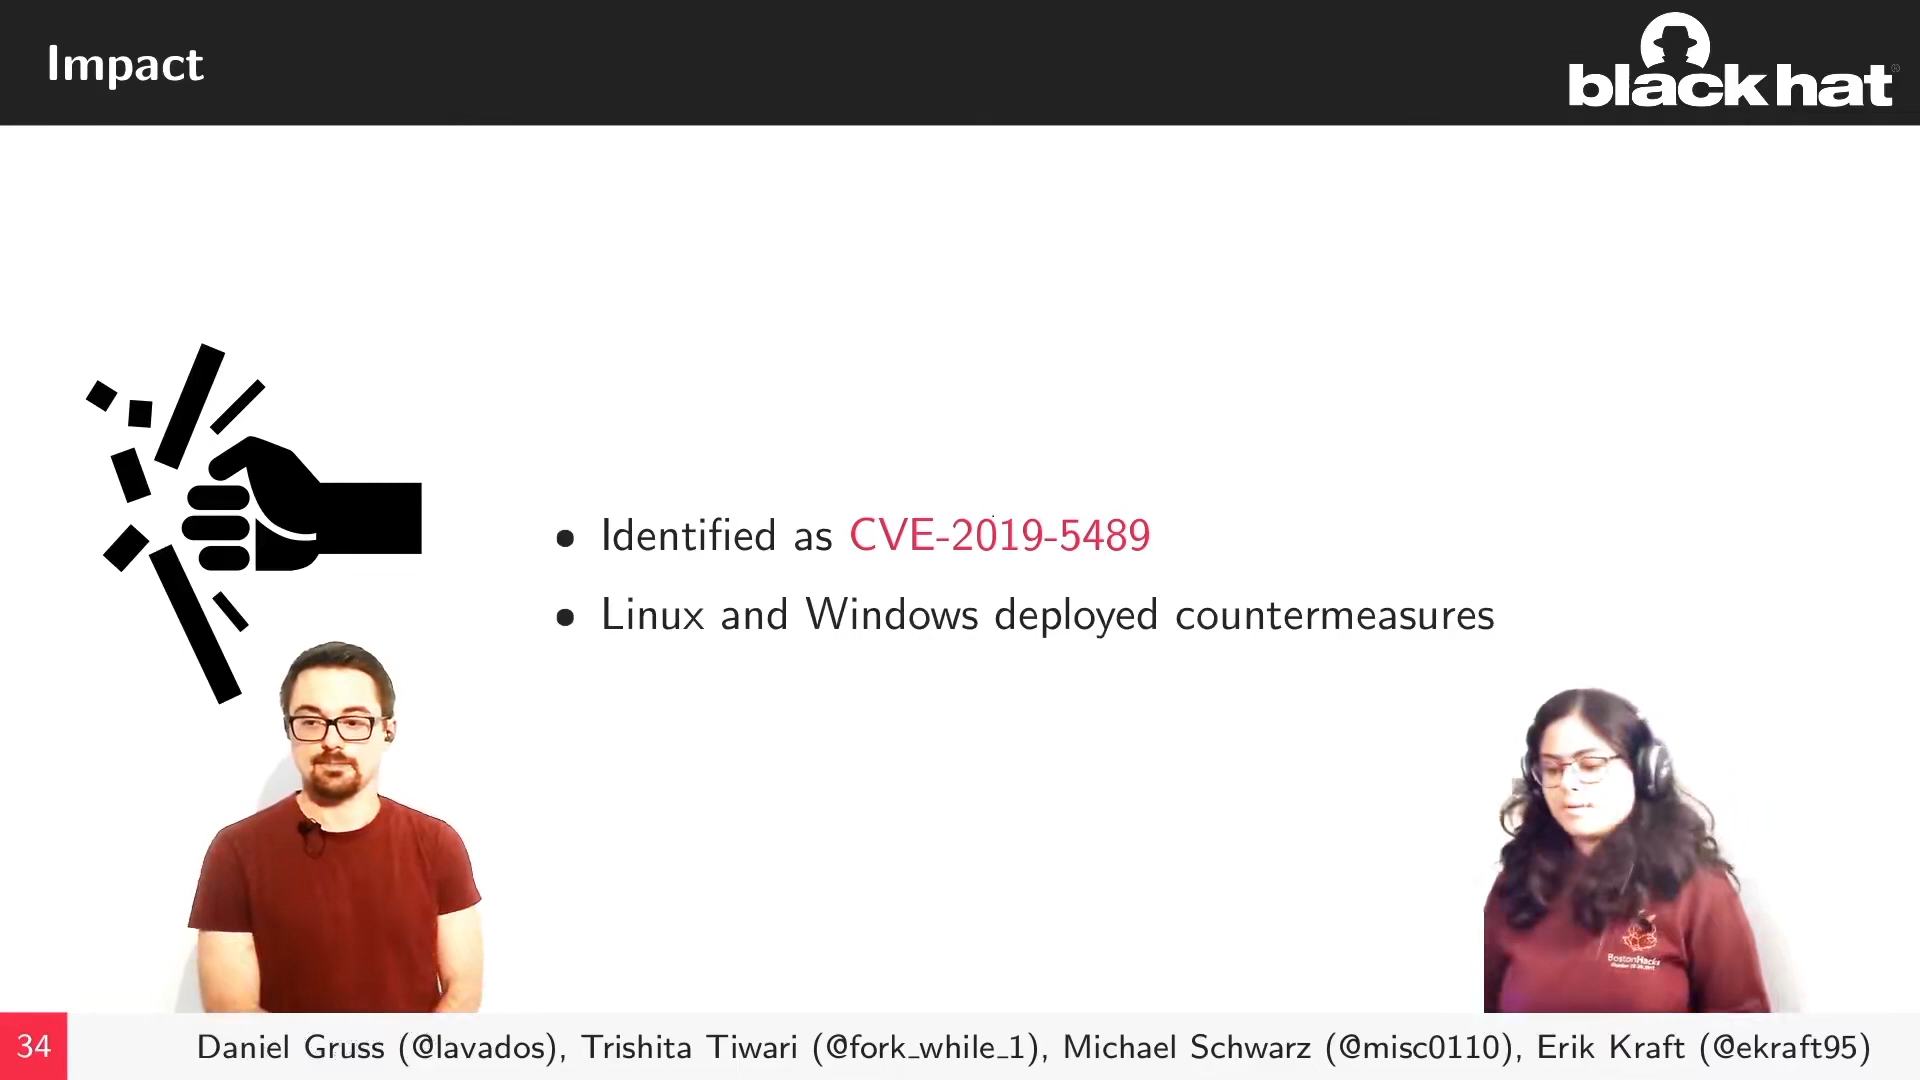 Impact
black hat
• Identified as CVE-2019-5489
• Linux and Windows deployed countermeasures
BostonHacks
34
Daniel Gruss (@lavados), Trishita Tiwari (@fork_while_1), Michael Schwarz (@misc0110), Erik Kraft (@ekraft95)